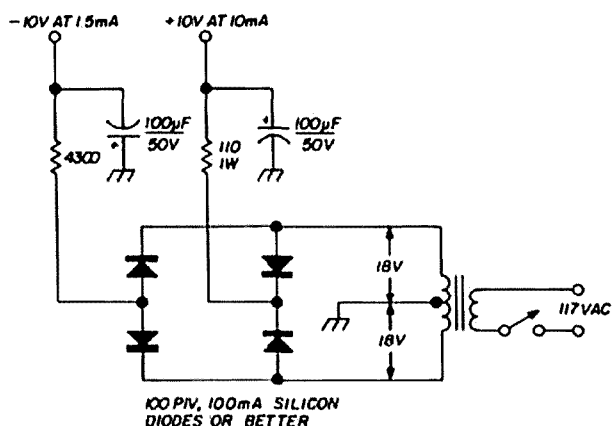 -10V AT 1.5mA
+10V AT 10mA
100µF
50V
+
4300
+
100µF
50V
110
1W
18V
18V
117VAC
100 PIV, 100mA SILICON
DIODES OR BETTER